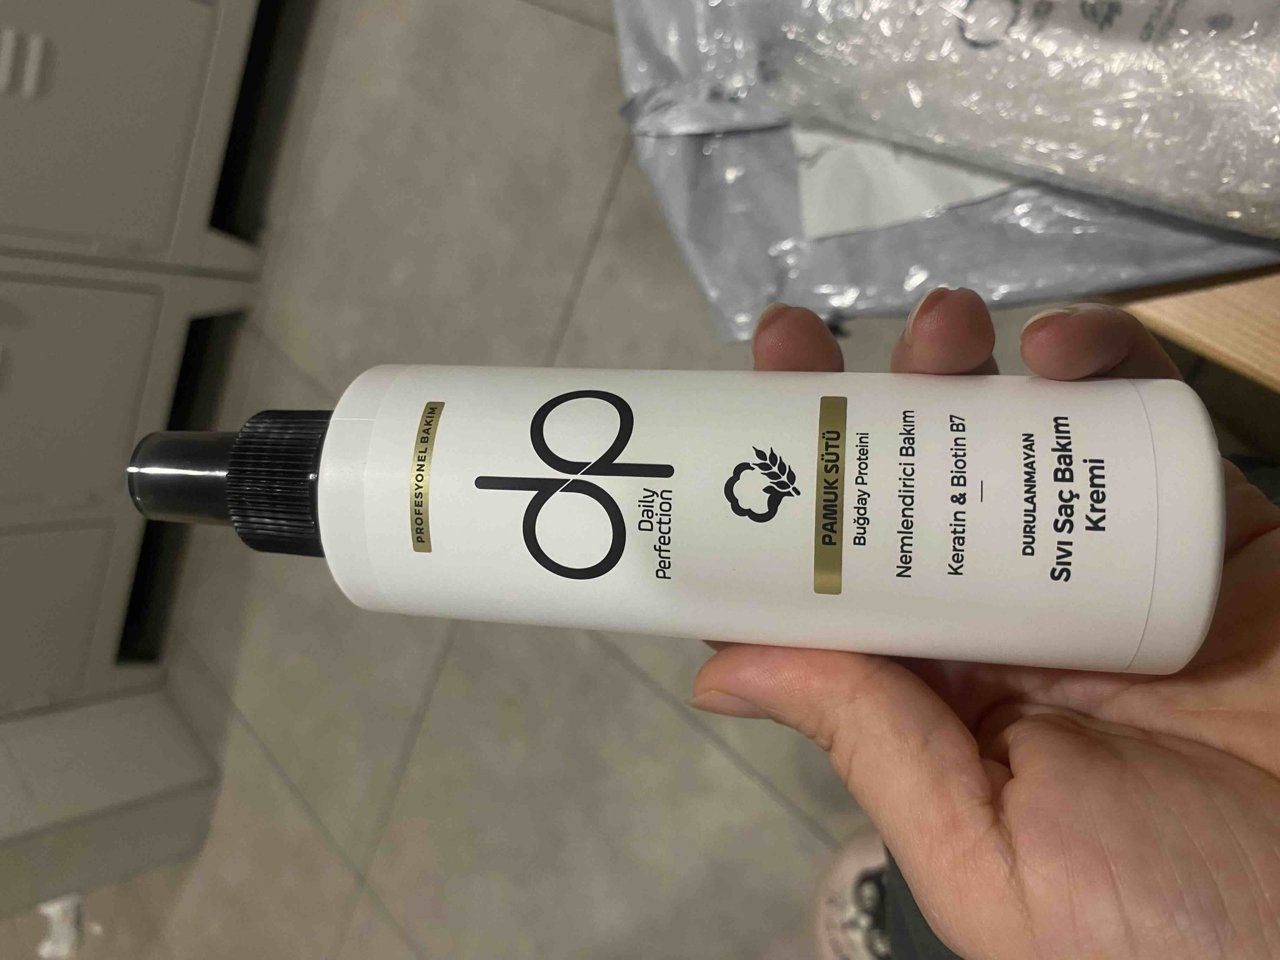 PROFESYONEL BAKIM
dp
Daily
Perfection
PAMUK SÜTÜ
Buğday Proteini
Nemlendirici Bakım
Keratin & Biotin B7
DURULANMAYAN
Sıvı Saç Bakım
Kremi